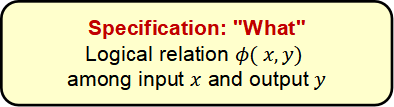 Specification: "What"
Logical relation 𝜙( 𝑥, 𝑦)
among input 𝑥 and output 𝑦